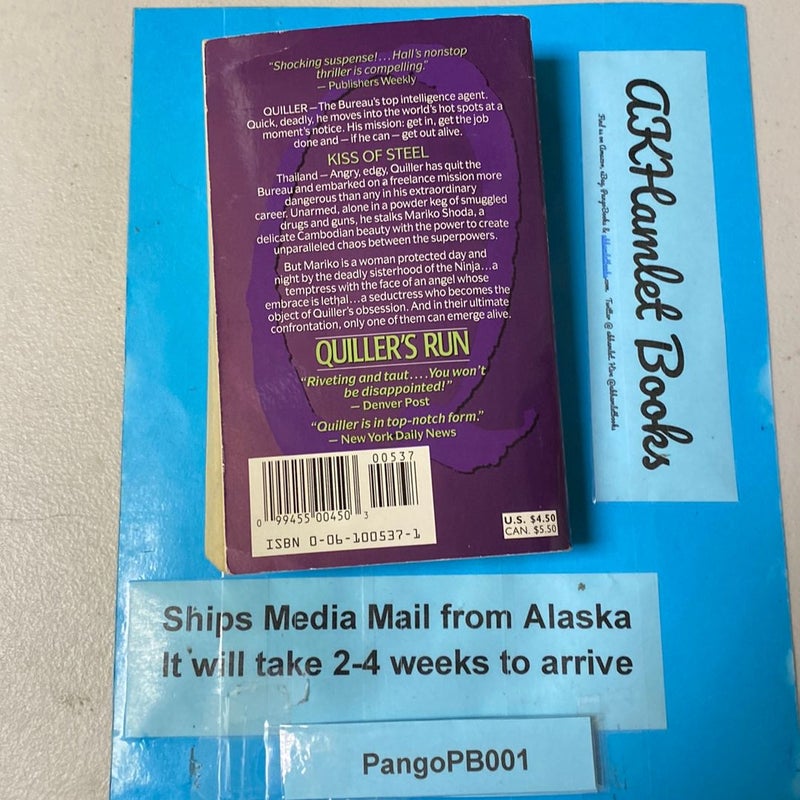 "Shocking suspense!...Hall's nonstop
thriller is compelling."
— Publishers Weekly
QUILLER—The Bureau's top intelligence agent.
Quick, deadly, he moves into the world's hot spots at a
moment's notice. His mission: get in, get the job
done and — if he can — get out alive.
KISS OF STEEL
Thailand — Angry, edgy, Quiller has quit the
Bureau and embarked on a freelance mission more
dangerous than any in his extraordinary
career. Unarmed, alone in a powder keg of smuggled
drugs and guns, he stalks Mariko Shoda, a
delicate Cambodian beauty with the power to create
unparalleled chaos between the superpowers.
But Mariko is a woman protected day and
night by the deadly sisterhood of the Ninja...a
temptress with the face of an angel whose
embrace is lethal...a seductress who becomes the
object of Quiller's obsession. And in their ultimate
confrontation, only one of them can emerge alive.
QUILLER'S RUN
"Riveting and taut....You won't
be disappointed!"
— Denver Post
"Quiller is in top-notch form."
— New York Daily News
00537
0 99455 00450 3
ISBN 0-06-100537-1
U.S. $4.50
CAN. $5.50
AKHamlet Books
Find us on Amazon, eBay, PangoBooks &
Ships Media Mail from Alaska
It will take 2-4 weeks to arrive
PangoPB001